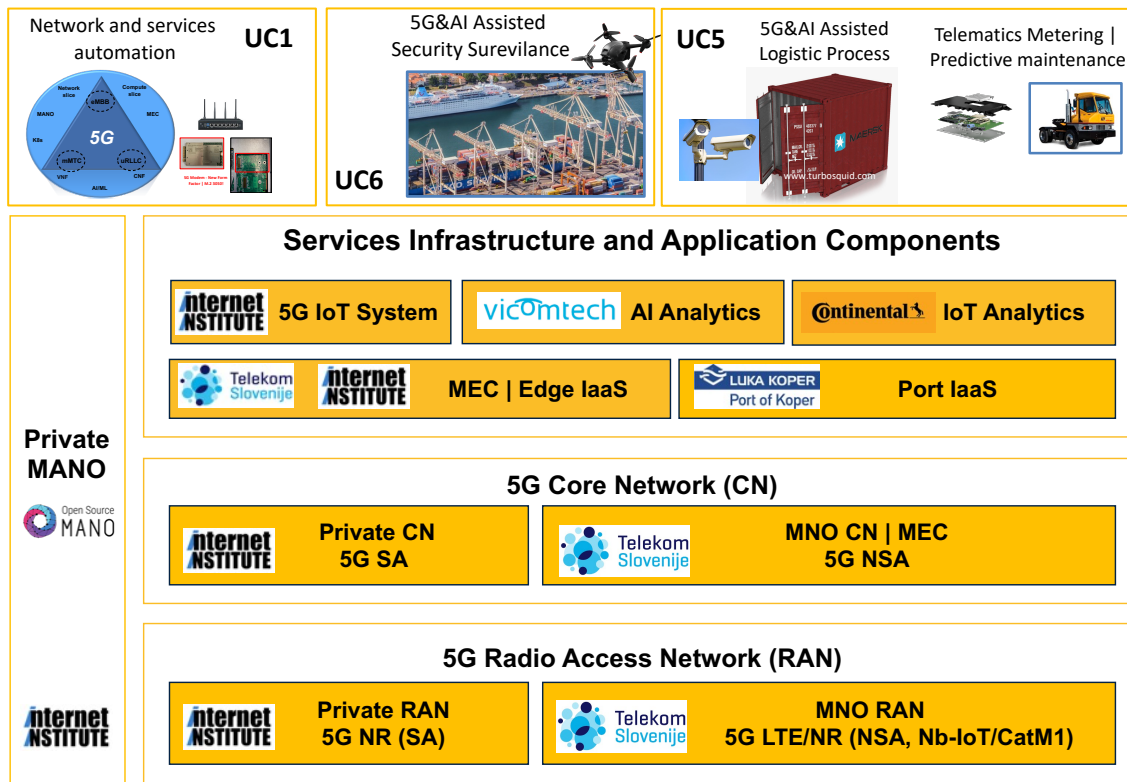 Network and services
automation
UC1
Network
slice
Compute
slice
eMBB
MANO
MEC
5G
K8s
mMTC
uRLLC
VNF
CNF
AI/ML
5G Modem - New Form
5G&AI Assisted
Security Surevilance
UC6
UC5
5G&AI Assisted
Logistic Process
MAERSK
www.turbosquid.com
Telematics Metering |
Predictive maintenance
Services Infrastructure and Application Components
internet
INSTITUTE
5G IoT System
vicomtech
AI Analytics
Continental
IoT Analytics
Telekom
Slovenije
internet
INSTITUTE
MEC | Edge IaaS
LUKA KOPER
Port of Koper
Port IaaS
Private
MANO
Open Source
MANO
5G Core Network (CN)
internet
INSTITUTE
Private CN
5G SA
Telekom
Slovenije
MNO CN | MEC
5G NSA
5G Radio Access Network (RAN)
internet
INSTITUTE
internet
INSTITUTE
Private RAN
5G NR (SA)
Telekom
Slovenije
MNO RAN
5G LTE/NR (NSA, Nb-IoT/CatM1)